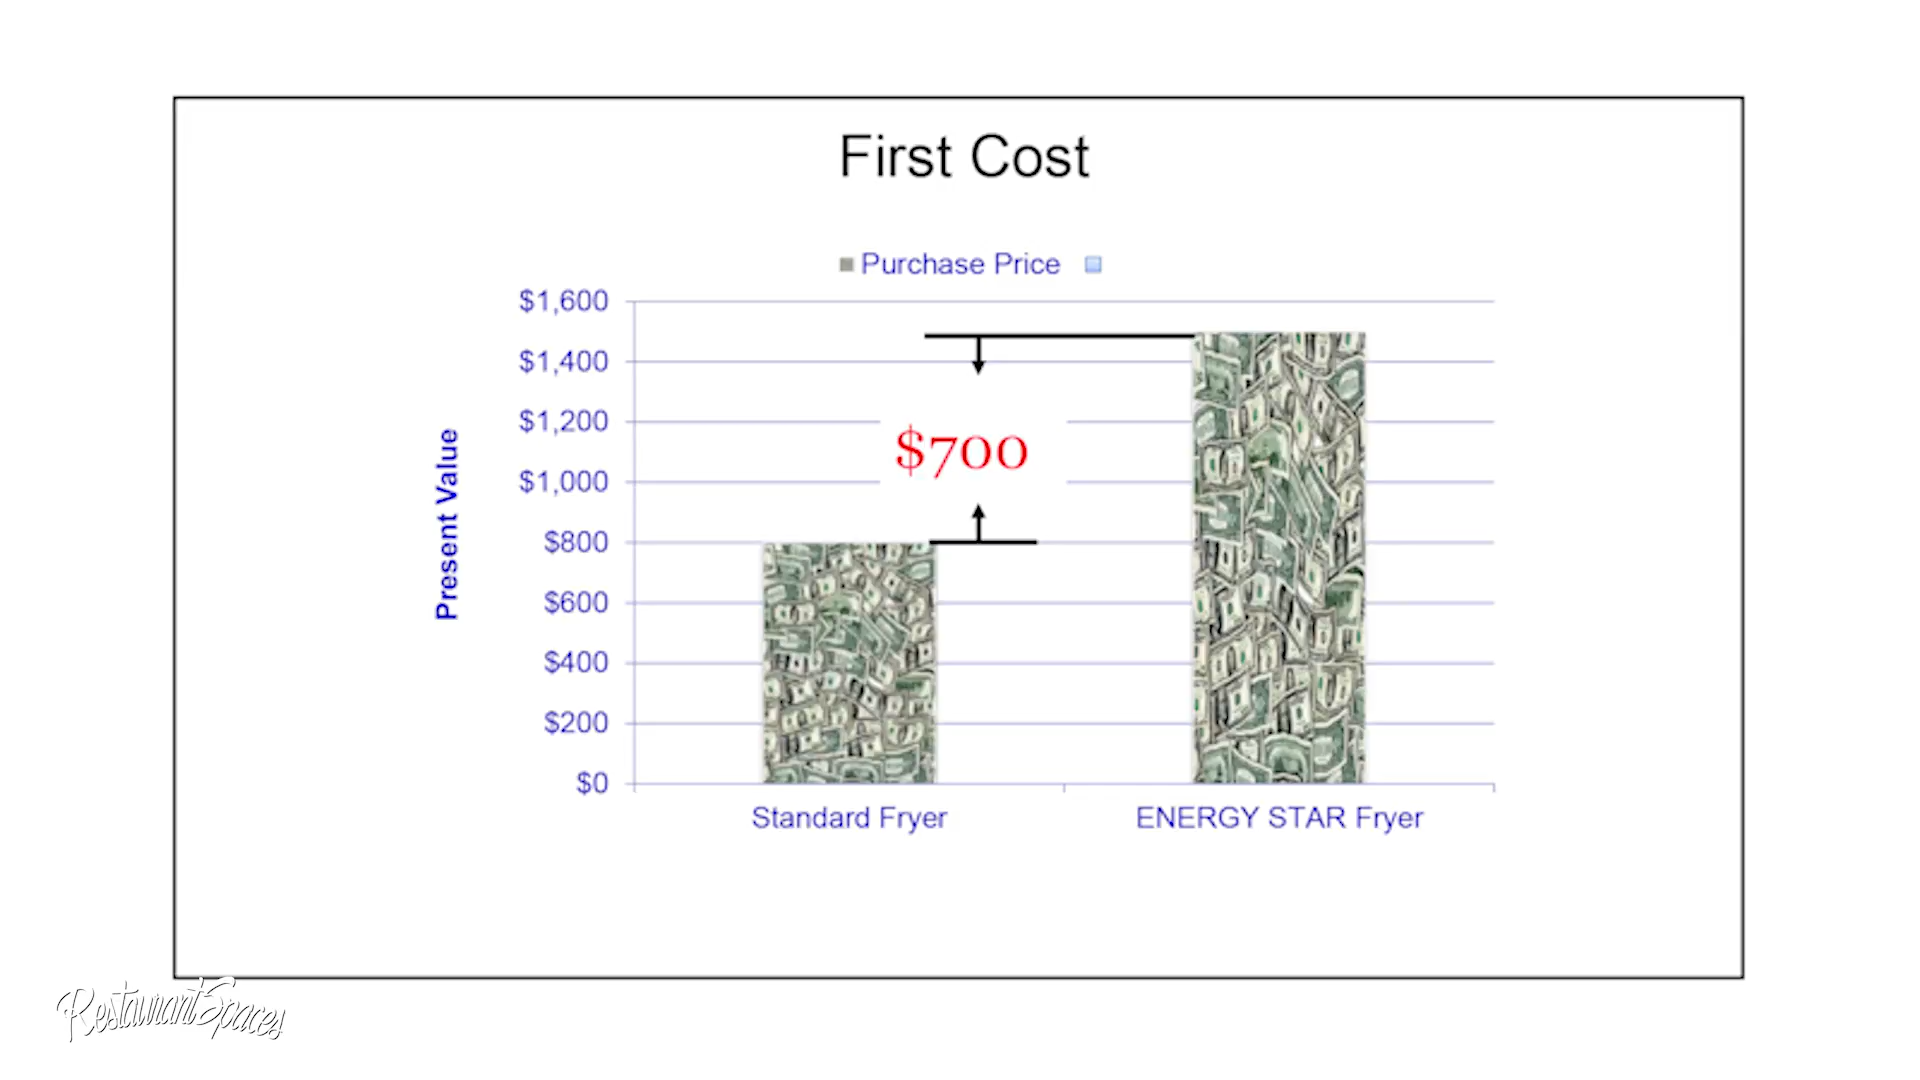 First Cost
Purchase Price
$1,600
$1,400
$1,200
$1,000
$800
$600
$400
$200
$0
Present Value
$700
Standard Fryer
ENERGY STAR Fryer
RestaurantSpaces